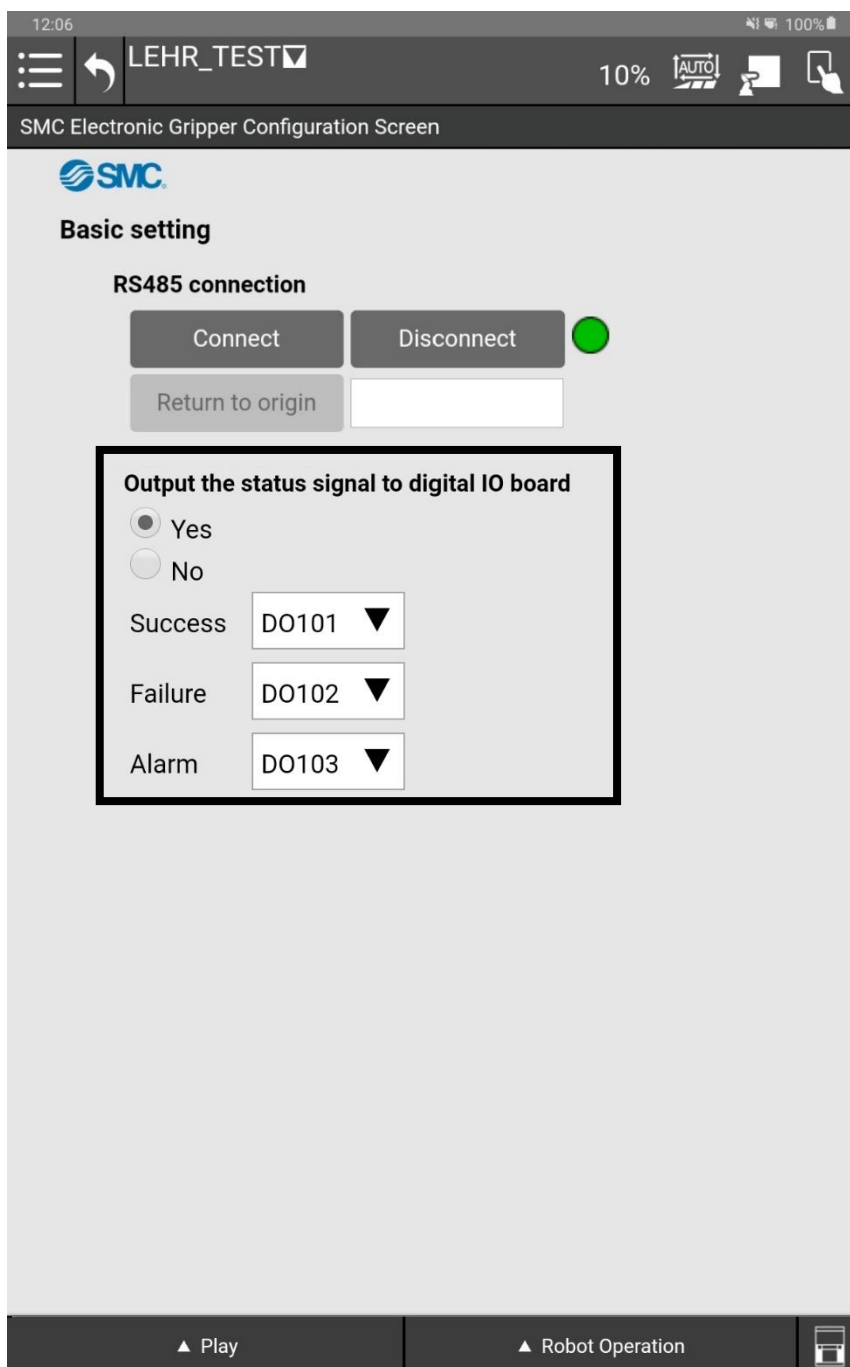 12:06
100%
LEHR_TEST
10%
AUTO
SMC Electronic Gripper Configuration Screen
SMC.
Basic setting
RS485 connection
Connect
Disconnect
Return to origin
Output the status signal to digital IO board
Yes
No
Success DO101 ▼
Failure DO102 ▼
Alarm DO103 ▼
▲ Play
▲ Robot Operation